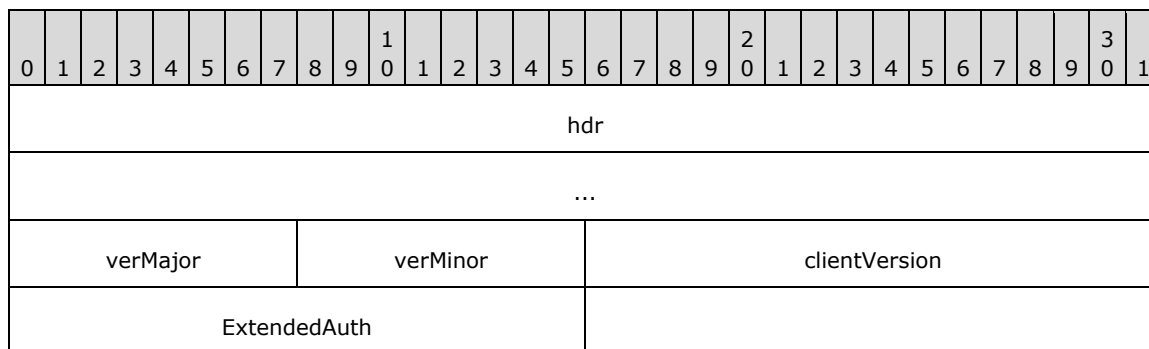 1 2 3
0 1 2 3 4 5 6 7 8 9 0 1 2 3 4 5 6 7 8 9 0 1 2 3 4 5 6 7 8 9 0 1
hdr
...
verMajor verMinor clientVersion
ExtendedAuth